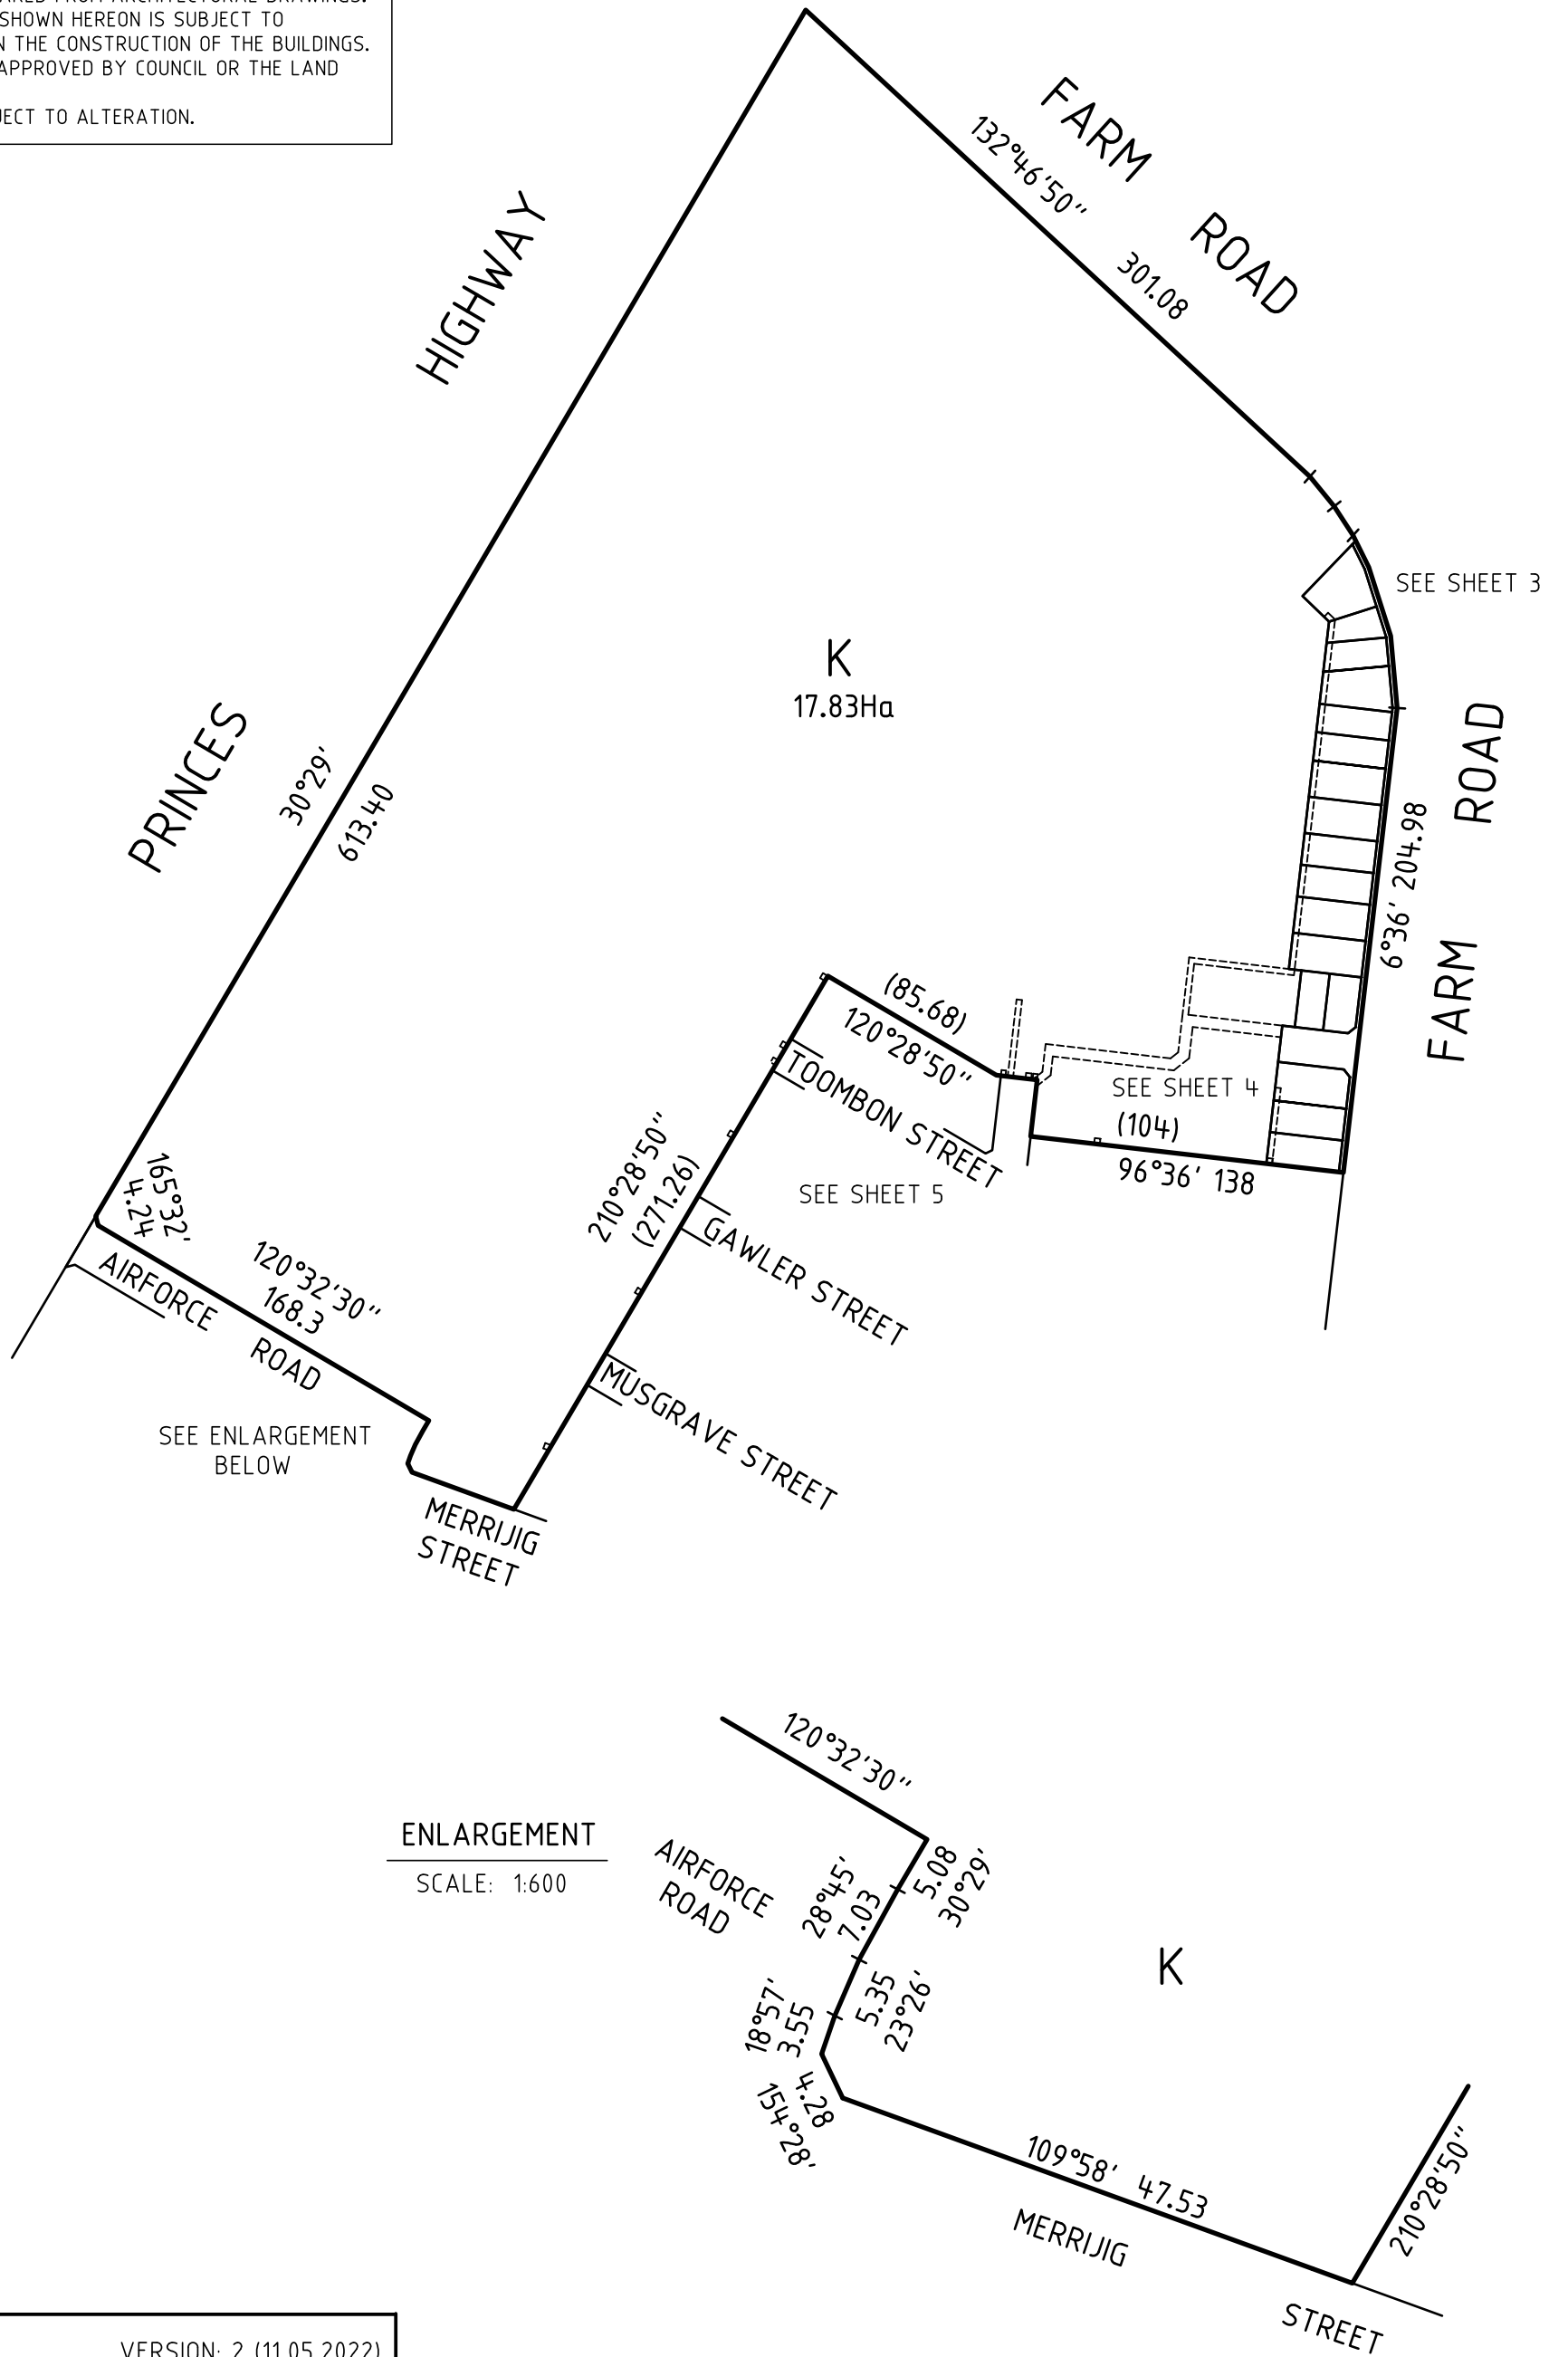 SHOWN HEREON IS SUBJECT TO
N THE CONSTRUCTION OF THE BUILDINGS.
APPROVED BY COUNCIL OR THE LAND
JECT TO ALTERATION.
FARM ROAD
132°46'50"
301.08
PRINCES HIGHWAY
30°29'
613.40
SEE SHEET 3
K
17.83Ha
FARM ROAD
6°36' 204.98
(85.68)
120°28'50"
TOOMBON STREET
SEE SHEET 4
(104)
96°36' 138
210°28'50"
(271.26)
SEE SHEET 5
GAWLER STREET
MUSGRAVE STREET
165°32'
4.24
120°32'30"
168.3
AIRFORCE ROAD
SEE ENLARGEMENT
BELOW
MERRIJIG
STREET
ENLARGEMENT
SCALE: 1:600
120°32'30"
AIRFORCE
ROAD
5.08
30°29'
28°45'
7.03
K
5.35
23°26'
18°57'
3.55
4.28
154°28'
109°58' 47.53
210°28'50"
MERRIJIG STREET
VERSION: 2 (11.05.2022)